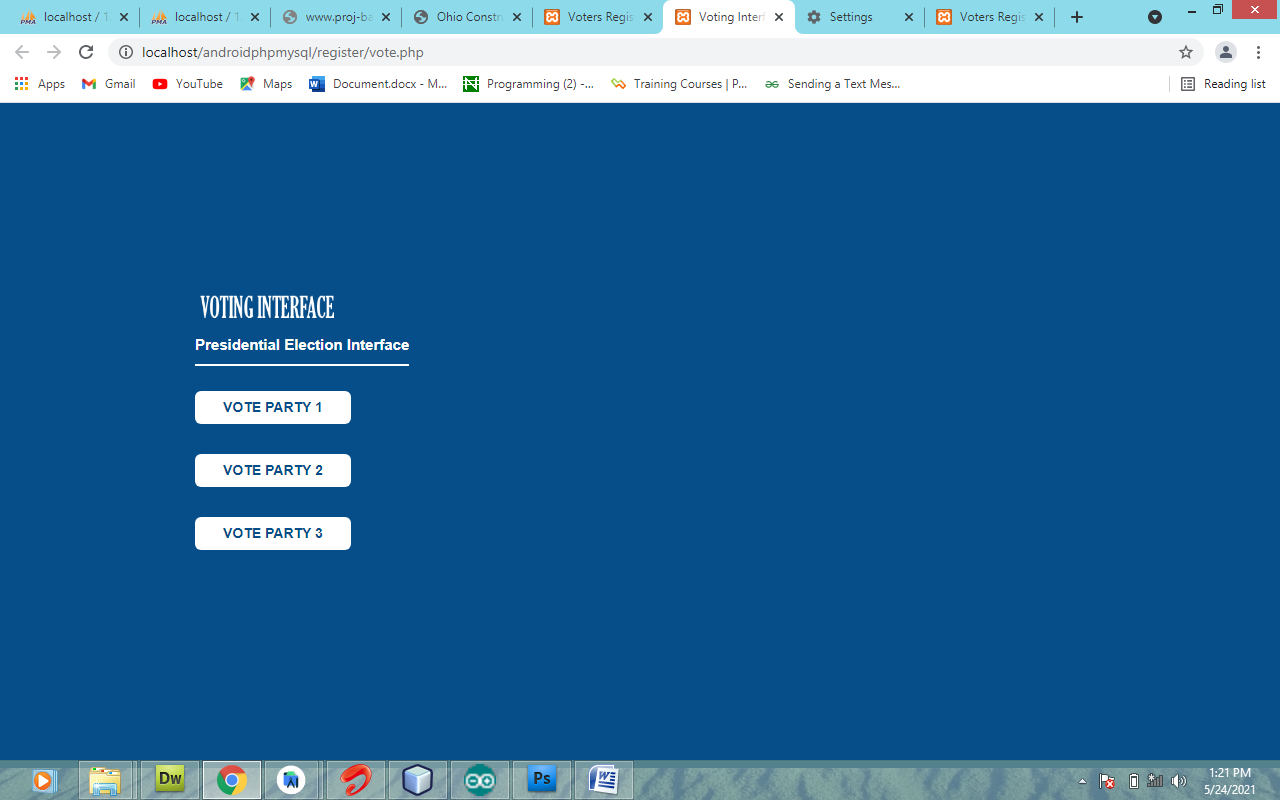 localhost / 1
localhost / 1
www.proj-ba
Ohio Constru
Voters Regis
Voting Interf
Settings
Voters Regis
localhost/androidphpmysql/register/vote.php
Apps
Gmail
YouTube
Maps
Document.docx - M...
Programming (2) -...
Training Courses | P...
Sending a Text Mes...
Reading list
VOTING INTERFACE
Presidential Election Interface
VOTE PARTY 1
VOTE PARTY 2
VOTE PARTY 3
Dw
Ps
1:21 PM
5/24/2021